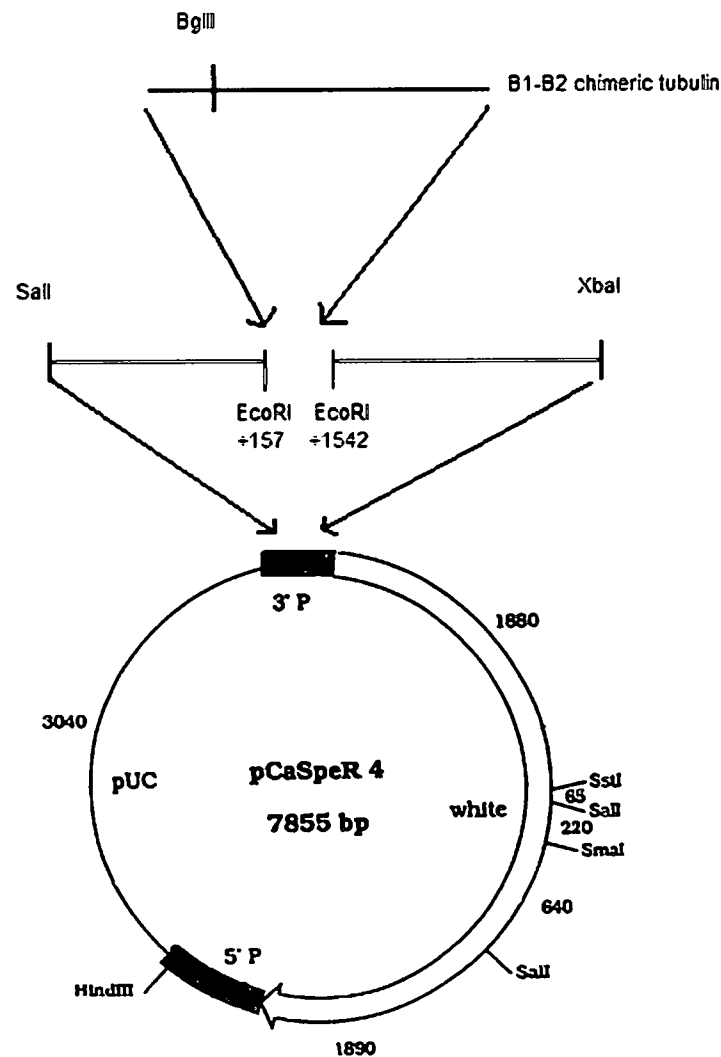 BglII
B1-B2 chimeric tubulin
SalI
XbaI
EcoRI EcoRI
+157 +1542
3' P
1880
3040
pUC
pCaSpeR 4
7855 bp
white
SstI
65
SalI
220
SmaI
640
SalI
5' P
HindIII
1890